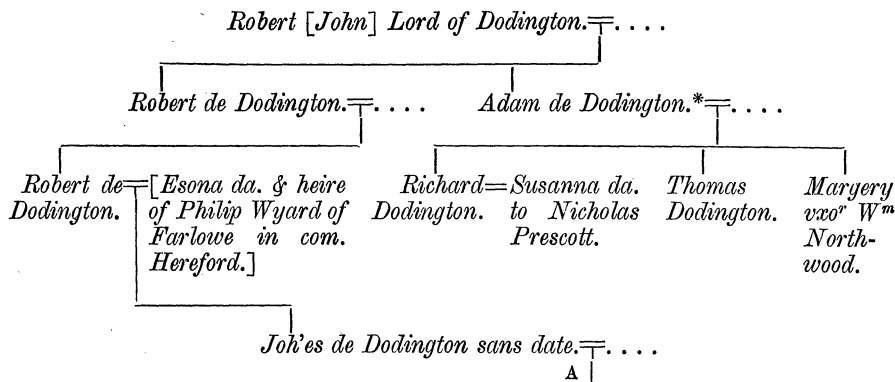 Robert [John] Lord of Dodington.=. . . .
Robert de Dodington.=. . . .
Adam de Dodington.*=. . . .
Robert de=[Esona da. & heire
Dodington. of Philip Wyard of
Farlowe in com.
Hereford.]
Richard=Susanna da.
Dodington. to Nicholas
Prescott.
Thomas
Dodington.
Margery
vxoʳ Wᵐ
North-
wood.
Joh'es de Dodington sans date.=. . . .
A